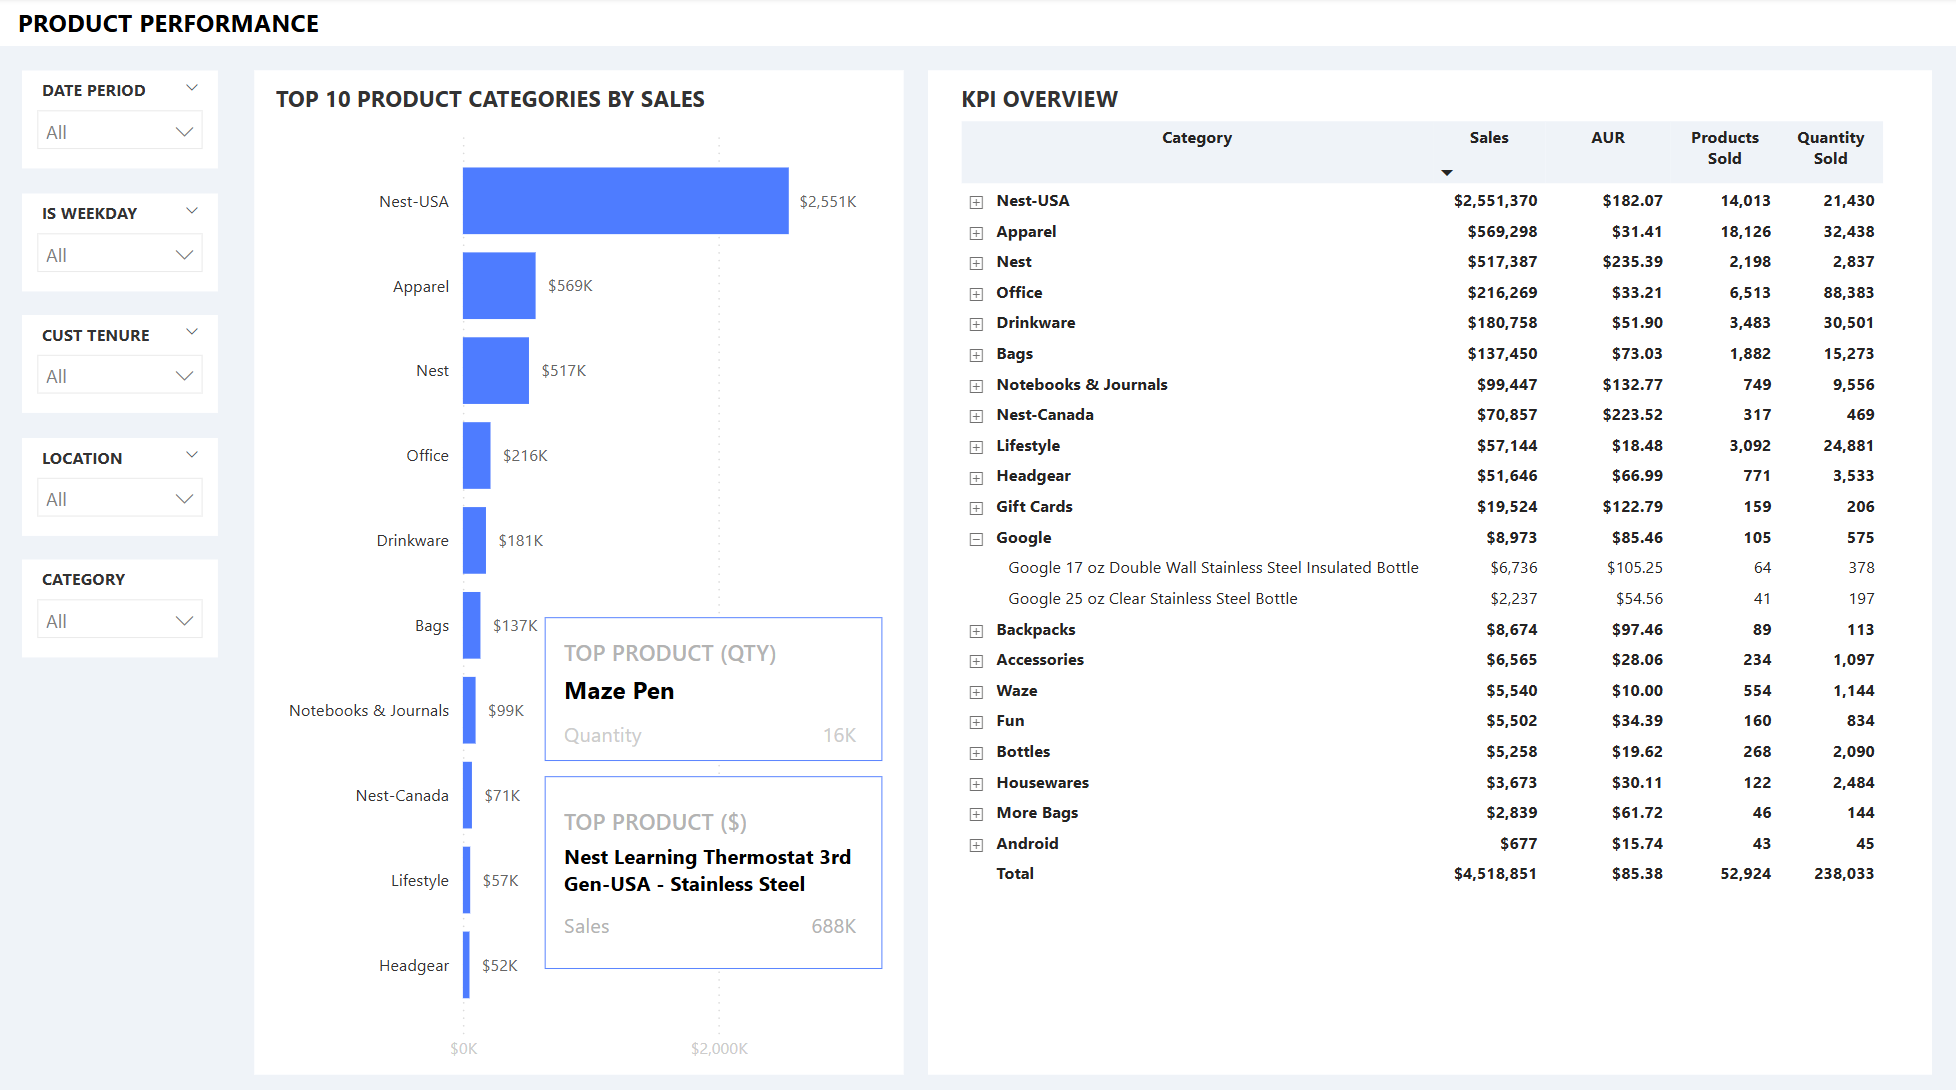 PRODUCT PERFORMANCE
DATE PERIOD
All
IS WEEKDAY
All
CUST TENURE
All
LOCATION
All
CATEGORY
All
TOP 10 PRODUCT CATEGORIES BY SALES
Nest-USA $2,551K
Apparel $569K
Nest $517K
Office $216K
Drinkware $181K
Bags $137K
Notebooks & Journals $99K
Nest-Canada $71K
Lifestyle $57K
Headgear $52K
$0K $2,000K
TOP PRODUCT (QTY)
Maze Pen
Quantity 16K
TOP PRODUCT ($)
Nest Learning Thermostat 3rd
Gen-USA - Stainless Steel
Sales 688K
KPI OVERVIEW
Category Sales AUR Products Quantity
Sold Sold
Nest-USA $2,551,370 $182.07 14,013 21,430
Apparel $569,298 $31.41 18,126 32,438
Nest $517,387 $235.39 2,198 2,837
Office $216,269 $33.21 6,513 88,383
Drinkware $180,758 $51.90 3,483 30,501
Bags $137,450 $73.03 1,882 15,273
Notebooks & Journals $99,447 $132.77 749 9,556
Nest-Canada $70,857 $223.52 317 469
Lifestyle $57,144 $18.48 3,092 24,881
Headgear $51,646 $66.99 771 3,533
Gift Cards $19,524 $122.79 159 206
Google $8,973 $85.46 105 575
Google 17 oz Double Wall Stainless Steel Insulated Bottle $6,736 $105.25 64 378
Google 25 oz Clear Stainless Steel Bottle $2,237 $54.56 41 197
Backpacks $8,674 $97.46 89 113
Accessories $6,565 $28.06 234 1,097
Waze $5,540 $10.00 554 1,144
Fun $5,502 $34.39 160 834
Bottles $5,258 $19.62 268 2,090
Housewares $3,673 $30.11 122 2,484
More Bags $2,839 $61.72 46 144
Android $677 $15.74 43 45
Total $4,518,851 $85.38 52,924 238,033